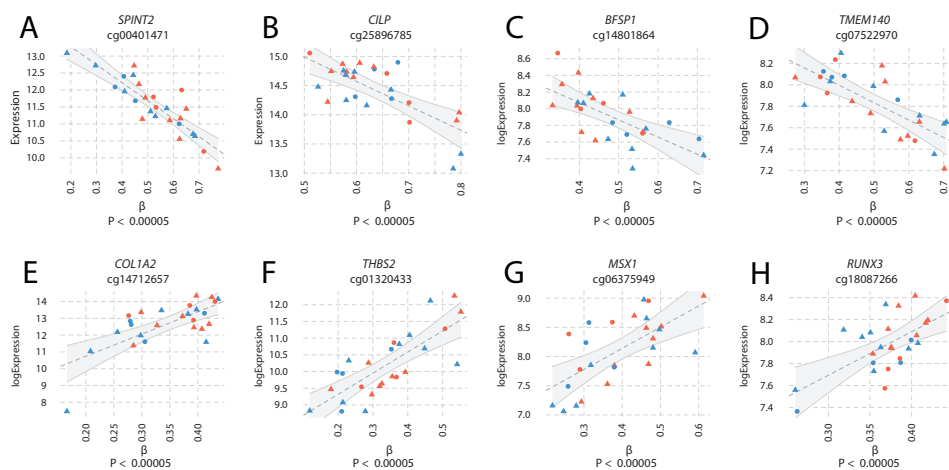 A
SPINT2
cg00401471
Expression
13.0
12.5
12.0
11.5
11.0
10.5
10.0
0.2
0.3
0.4
0.5
0.6
0.7
β
P < 0.00005
B
CILP
cg25896785
Expression
15.0
14.5
14.0
13.0
0.5
0.6
0.7
0.8
β
P < 0.00005
C
BFSP1
cg14801864
logExpression
8.6
8.4
8.2
8.0
7.8
7.6
7.4
0.4
0.5
0.6
0.7
β
P < 0.00005
D
TMEM140
cg07522970
logExpression
8.2
8.0
7.8
7.6
7.4
7.2
0.3
0.4
0.5
0.6
0.7
β
P < 0.00005
E
COL1A2
cg14712657
logExpression
14
13
12
11
10
8
0.20
0.25
0.30
0.35
0.40
β
P < 0.00005
F
THBS2
cg01320433
logExpression
12.0
11.5
11.0
10.5
10.0
9.0
0.2
0.3
0.4
0.5
β
P < 0.00005
G
MSX1
cg06375949
logExpression
9.0
8.5
8.0
7.5
7.0
0.3
0.4
0.5
0.6
β
P < 0.00005
H
RUNX3
cg18087266
logExpression
8.4
8.2
8.0
7.8
7.4
0.30
0.35
0.40
β
P < 0.00005